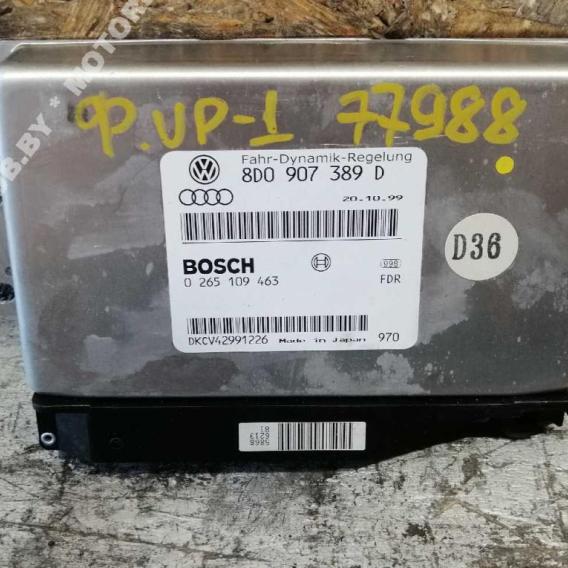 Ф.VP-1 77988
Fahr-Dynamik-Regelung
8D0 907 389 D
20.10.99
BOSCH
0 265 109 463
FDR
DKCV42991226 Made in Japan 970
D36